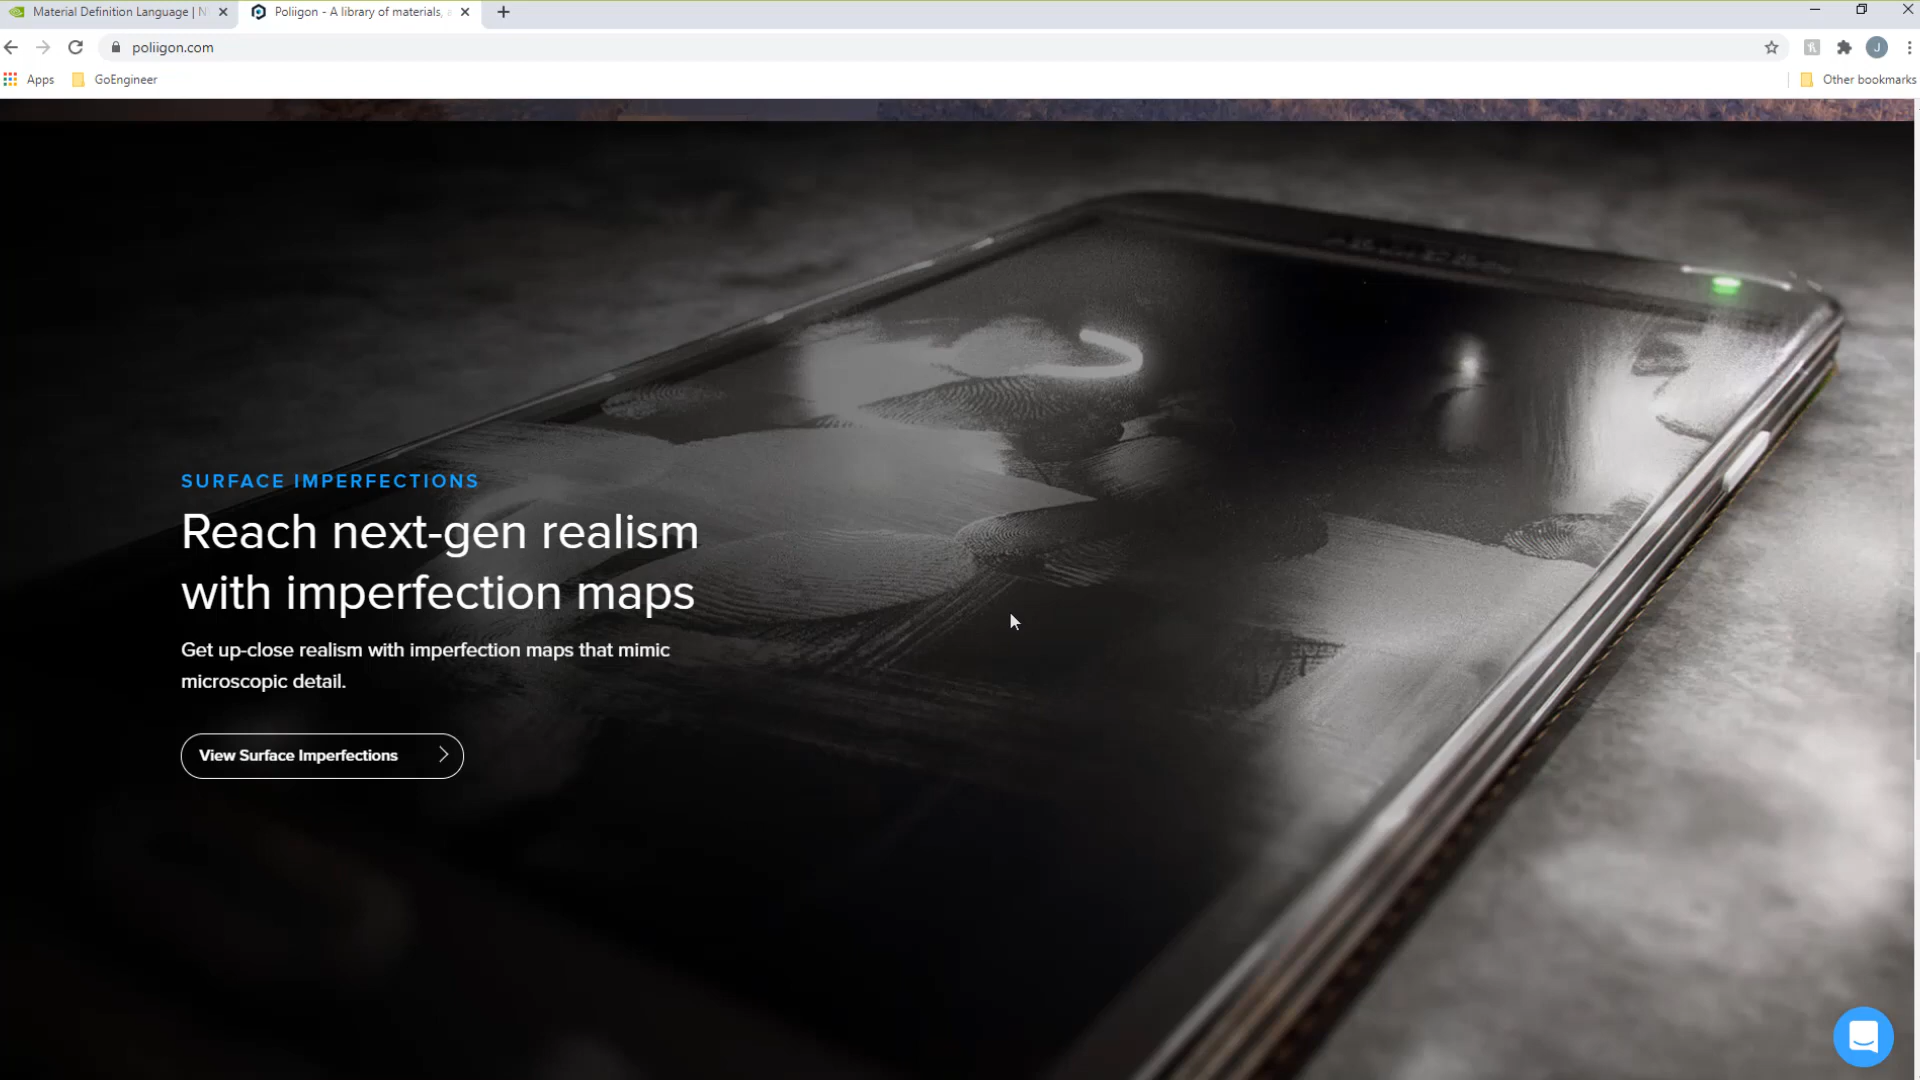 Material Definition Language | N
Poliigon - A library of materials,
poliigon.com
J
Apps
GoEngineer
Other bookmarks
SURFACE IMPERFECTIONS
Reach next-gen realism
with imperfection maps
Get up-close realism with imperfection maps that mimic
microscopic detail.
View Surface Imperfections